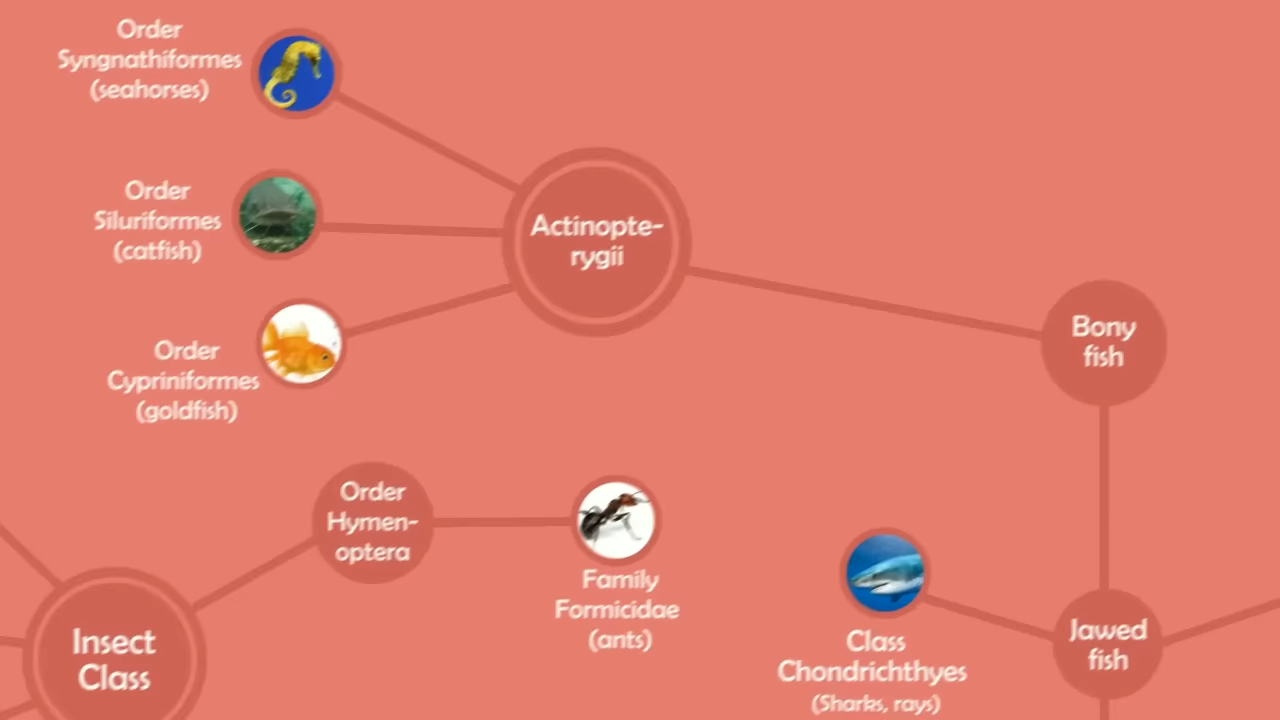 Order
Syngnathiformes
(seahorses)
Order
Siluriformes
(catfish)
Actinopte-
rygii
Bony
fish
Order
Cypriniformes
(goldfish)
Order
Hymen-
optera
Family
Formicidae
(ants)
Insect
Class
Class
Chondrichthyes
(Sharks, rays)
Jawed
fish